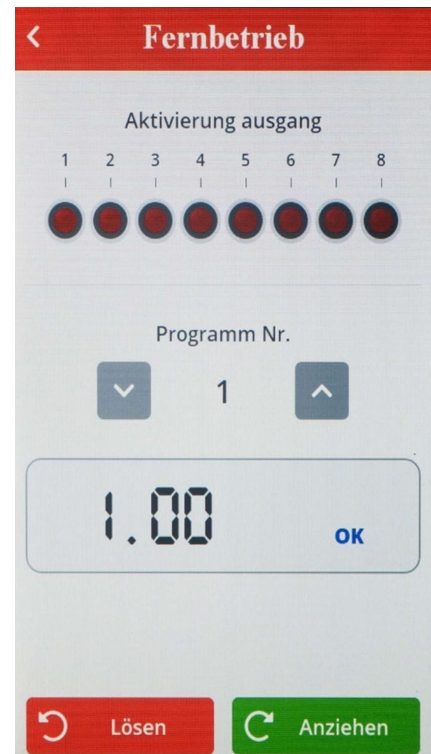 Fernbetrieb
Aktivierung ausgang
1 2 3 4 5 6 7 8
Programm Nr.
1
1.00
OK
Lösen Anziehen